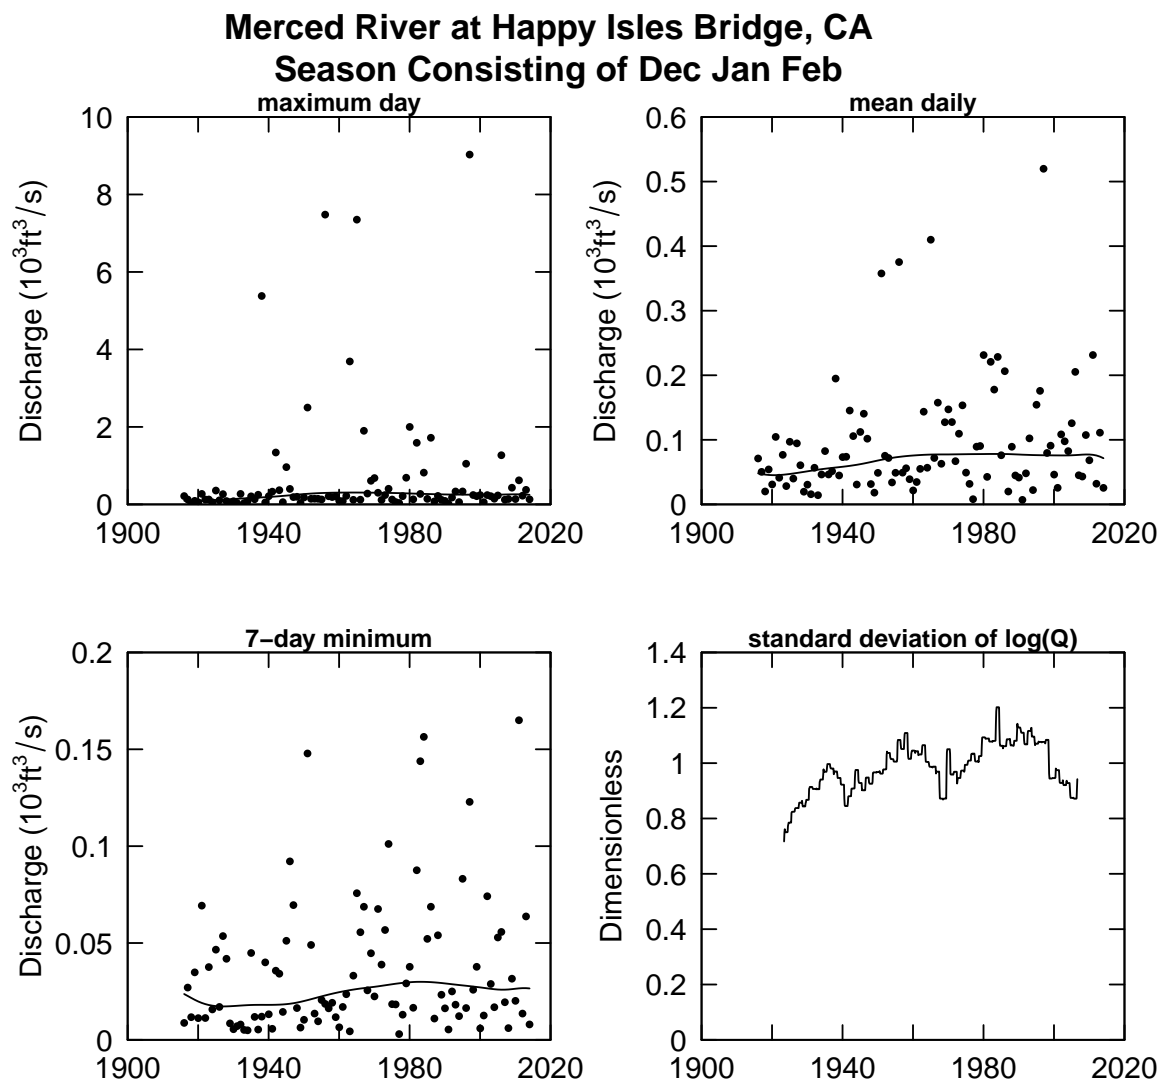 Merced River at Happy Isles Bridge, CA
Season Consisting of Dec Jan Feb
maximum day
Discharge (10³ft³/s)
10
8
6
4
2
0
1900 1940 1980 2020
mean daily
Discharge (10³ft³/s)
0.6
0.5
0.4
0.3
0.2
0.1
0
1900 1940 1980 2020
7−day minimum
Discharge (10³ft³/s)
0.2
0.15
0.1
0.05
0
1900 1940 1980 2020
standard deviation of log(Q)
Dimensionless
1.4
1.2
1
0.8
0.6
0.4
0.2
0
1900 1940 1980 2020